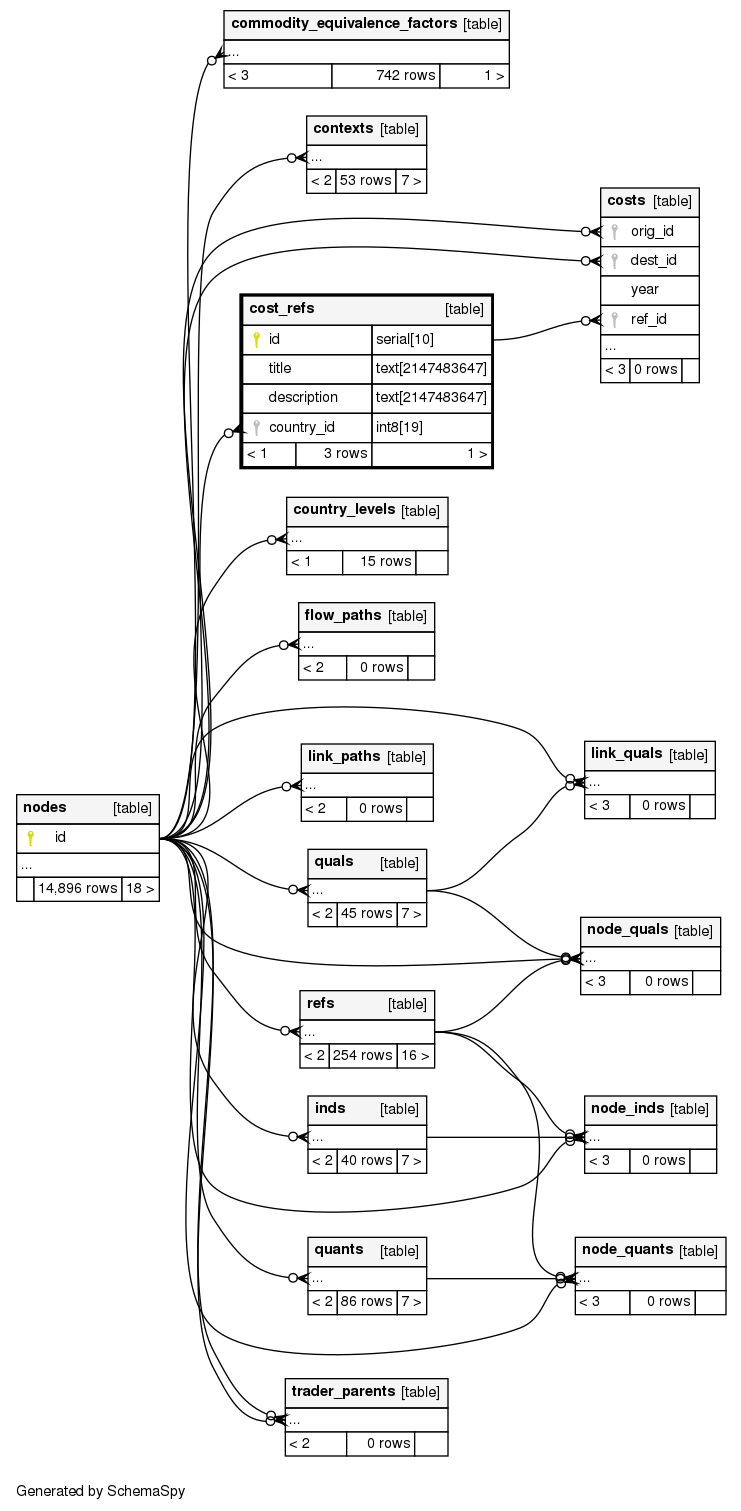 commodity_equivalence_factors [table]
...
< 3 742 rows 1 >
contexts [table]
...
< 2 53 rows 7 >
costs [table]
orig_id
dest_id
year
ref_id
...
< 3 0 rows
cost_refs [table]
id serial[10]
title text[2147483647]
description text[2147483647]
country_id int8[19]
< 1 3 rows 1 >
country_levels [table]
...
< 1 15 rows
flow_paths [table]
...
< 2 0 rows
link_paths [table]
...
< 2 0 rows
link_quals [table]
...
< 3 0 rows
nodes [table]
id
...
14,896 rows 18 >
quals [table]
...
< 2 45 rows 7 >
node_quals [table]
...
< 3 0 rows
refs [table]
...
< 2 254 rows 16 >
inds [table]
...
< 2 40 rows 7 >
node_inds [table]
...
< 3 0 rows
quants [table]
...
< 2 86 rows 7 >
node_quants [table]
...
< 3 0 rows
trader_parents [table]
...
< 2 0 rows
Generated by SchemaSpy